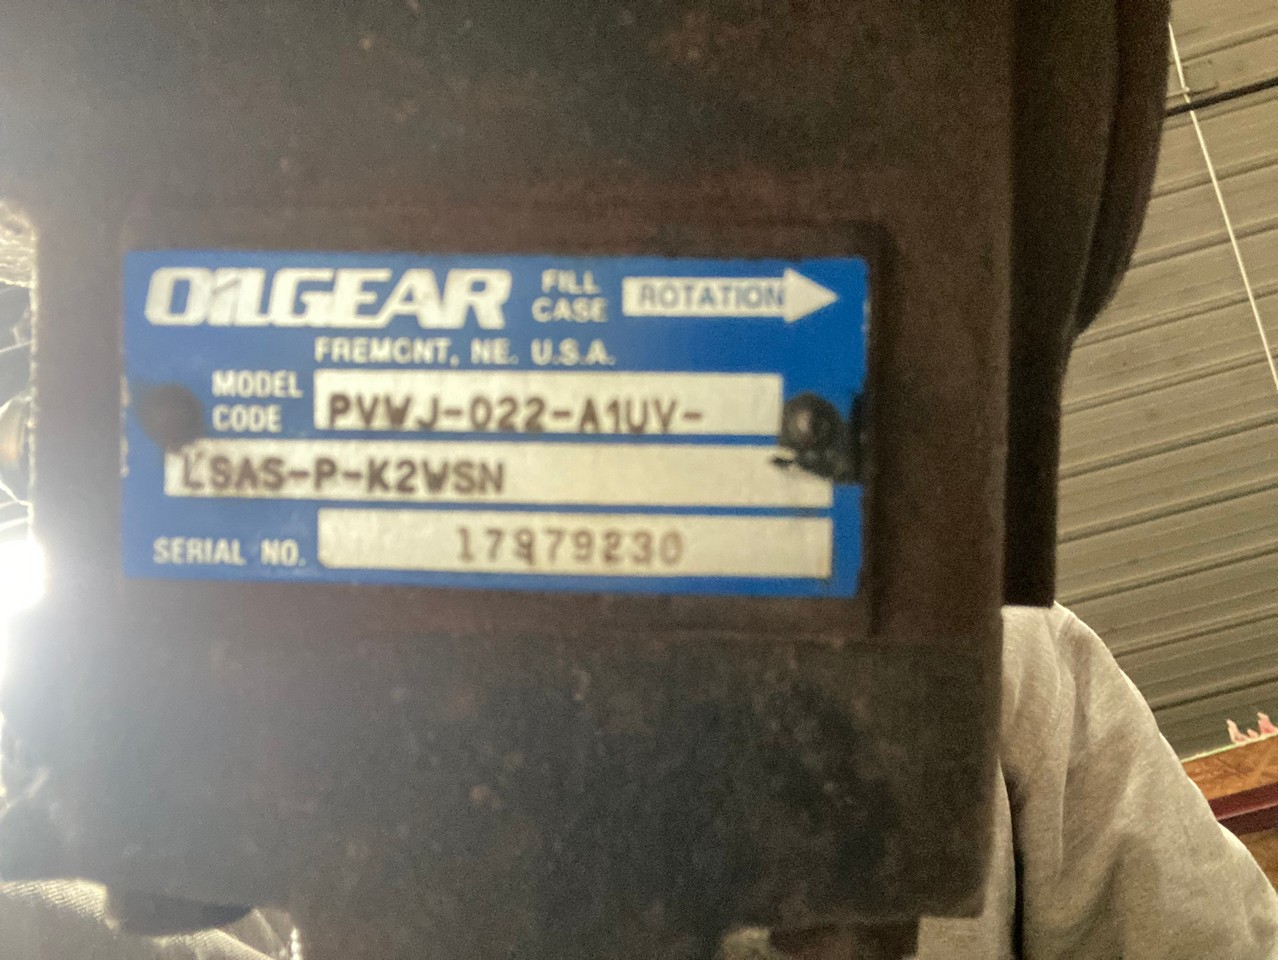 OILGEAR
FILL CASE
ROTATION
FREMONT, NE. U.S.A.
MODEL CODE PVWJ-022-A1UV-
LSAS-P-K2WSN
SERIAL NO. 17979230